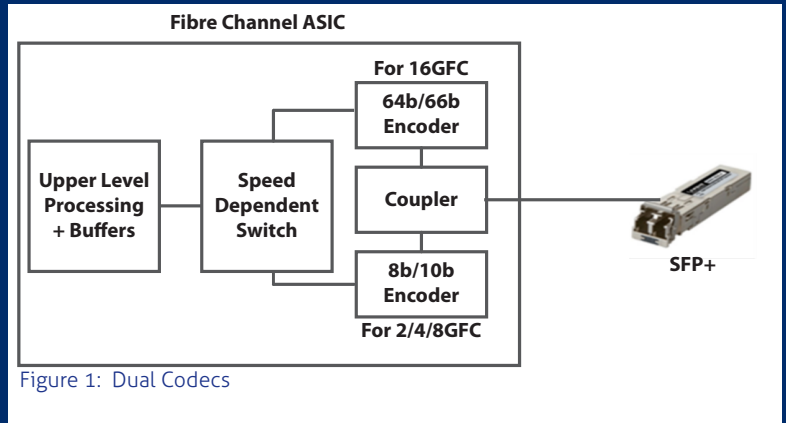 Fibre Channel ASIC
For 16GFC
64b/66b
Encoder
Upper Level
Processing
+ Buffers
Speed
Dependent
Switch
Coupler
8b/10b
Encoder
For 2/4/8GFC
SFP+
Figure 1: Dual Codecs